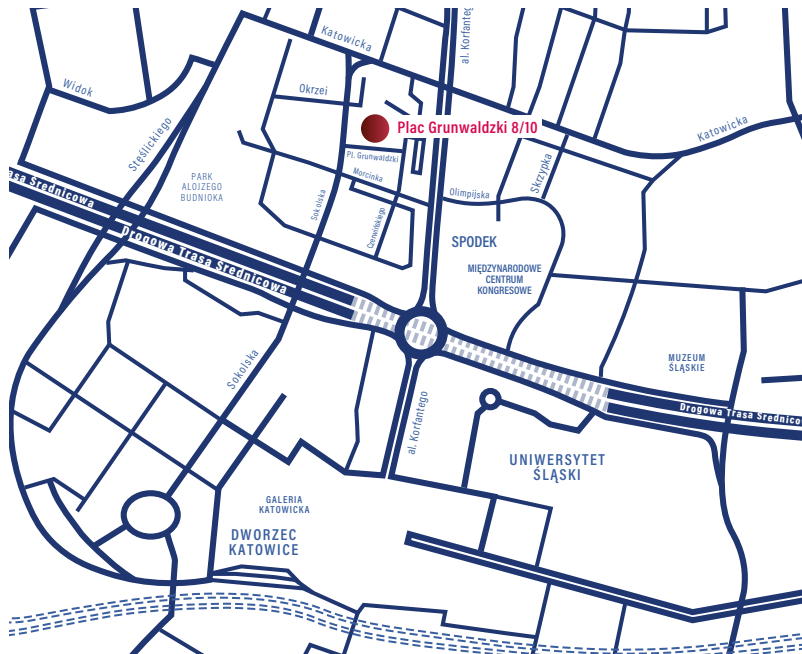 Katowicka
al. Korfantego
Widok
Okrzei
Plac Grunwaldzki 8/10
Katowicka
Stęślickiego
Pl. Grunwaldzki
Morcinka
Skrzypka
PARK
ALOJZEGO
BUDNIOKA
Sokolska
Olimpijska
Trasa Średnicowa
Czerwińskiego
SPODEK
Drogowa Trasa Średnicowa
MIĘDZYNARODOWE
CENTRUM
KONGRESOWE
MUZEUM
ŚLĄSKIE
Sokolska
al. Korfantego
Drogowa Trasa Średnicowa
UNIWERSYTET
ŚLĄSKI
GALERIA
KATOWICKA
DWORZEC
KATOWICE